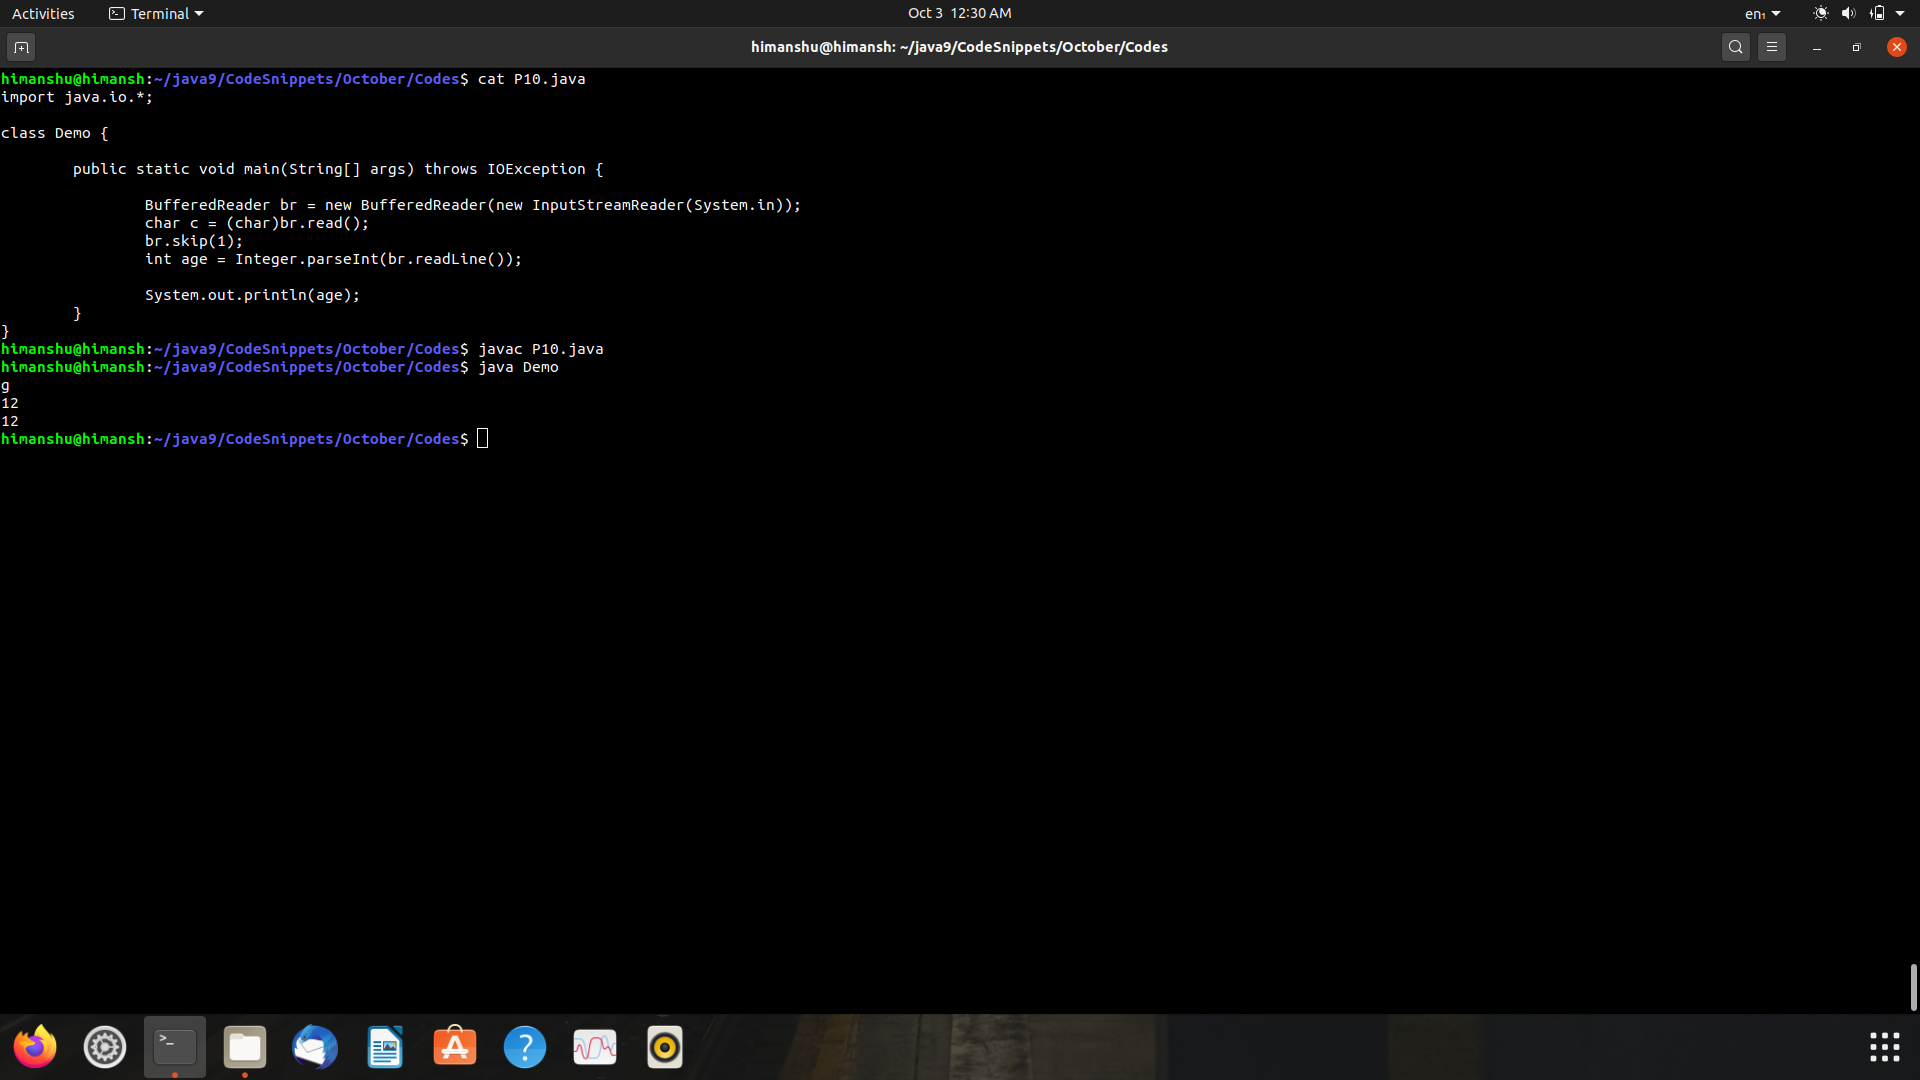 Activities
Terminal
Oct 3 12:30 AM
en₁
himanshu@himansh: ~/java9/CodeSnippets/October/Codes
himanshu@himansh:~/java9/CodeSnippets/October/Codes$ cat P10.java
import java.io.*;
class Demo {
public static void main(String[] args) throws IOException {
BufferedReader br = new BufferedReader(new InputStreamReader(System.in));
char c = (char)br.read();
br.skip(1);
int age = Integer.parseInt(br.readLine());
System.out.println(age);
}
}
himanshu@himansh:~/java9/CodeSnippets/October/Codes$ javac P10.java
himanshu@himansh:~/java9/CodeSnippets/October/Codes$ java Demo
g
12
12
himanshu@himansh:~/java9/CodeSnippets/October/Codes$